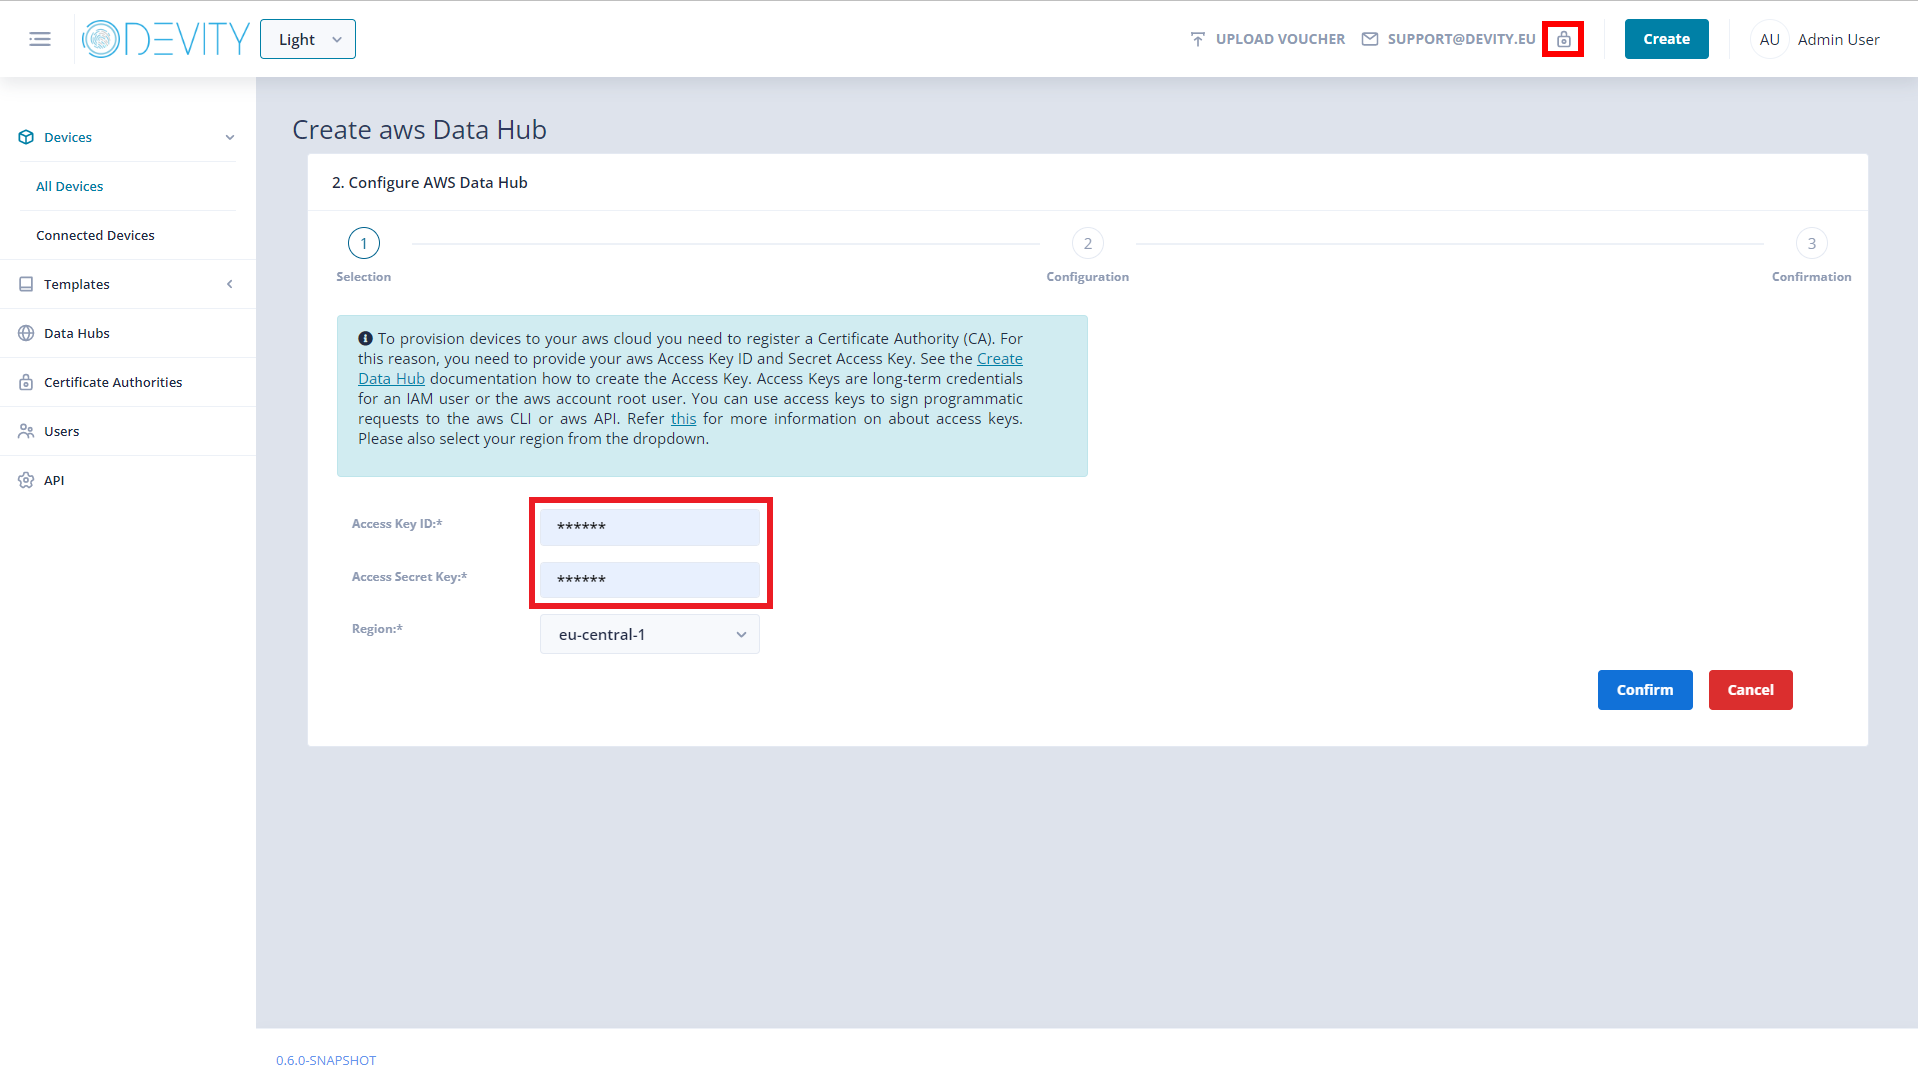 DEVITY
Light
UPLOAD VOUCHER
SUPPORT@DEVITY.EU
Create
AU
Admin User
Devices
All Devices
Connected Devices
Templates
Data Hubs
Certificate Authorities
Users
API
Create aws Data Hub
2. Configure AWS Data Hub
1
2
3
Selection
Configuration
Confirmation
To provision devices to your aws cloud you need to register a Certificate Authority (CA). For
this reason, you need to provide your aws Access Key ID and Secret Access Key. See the Create
Data Hub documentation how to create the Access Key. Access Keys are long-term credentials
for an IAM user or the aws account root user. You can use access keys to sign programmatic
requests to the aws CLI or aws API. Refer this for more information on about access keys.
Please also select your region from the dropdown.
Access Key ID:*
******
Access Secret Key:*
******
Region:*
eu-central-1
Confirm
Cancel
0.6.0-SNAPSHOT